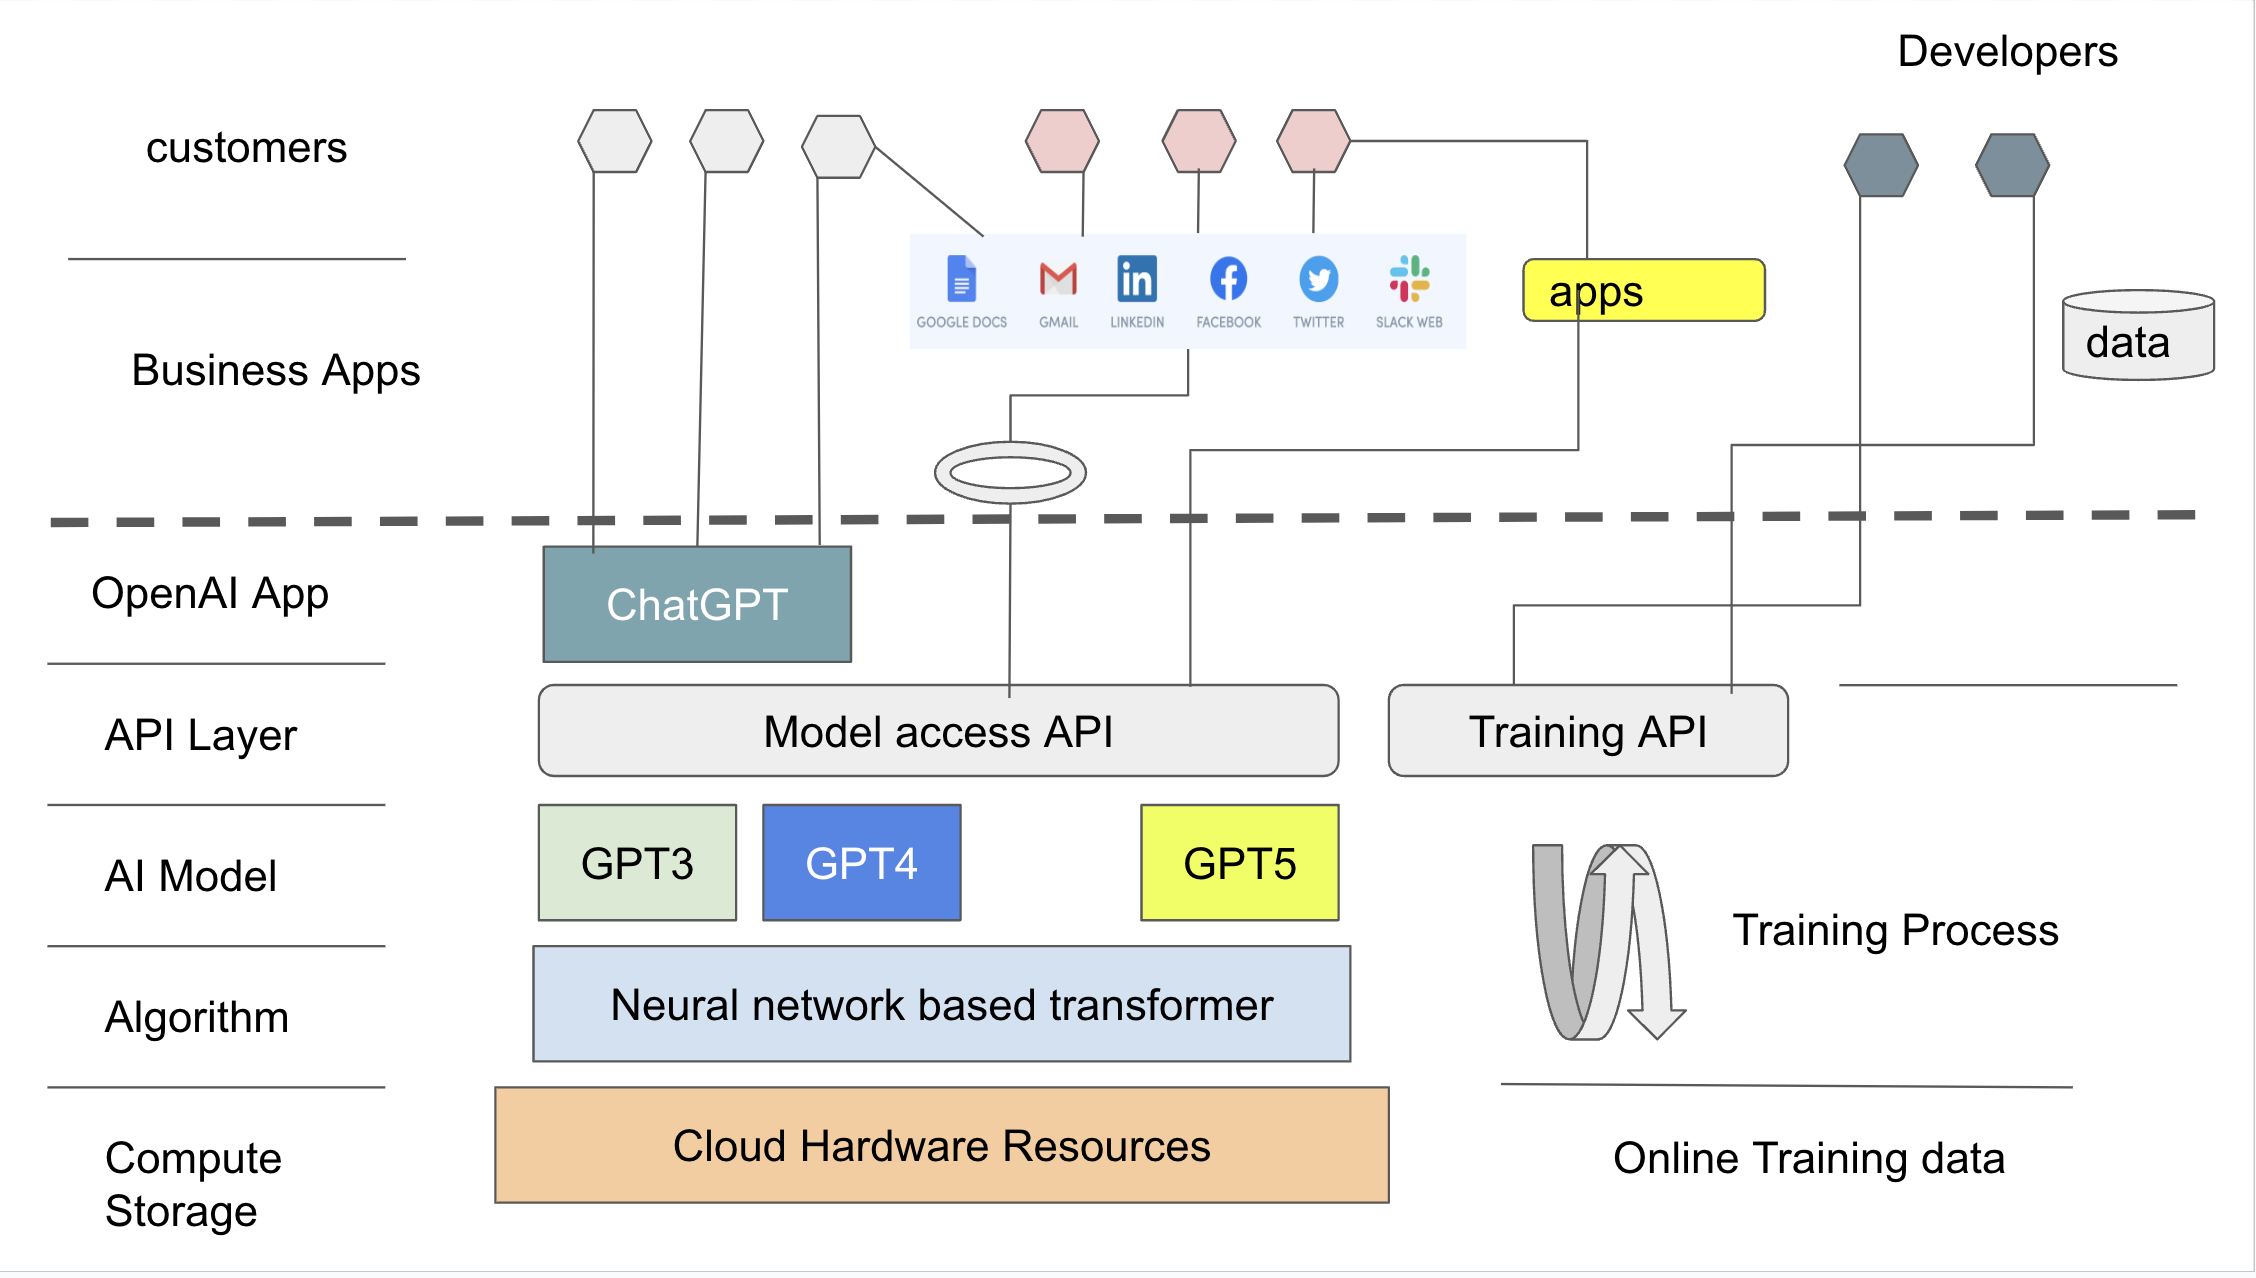 Developers
customers
GOOGLE DOCS
GMAIL
LINKEDIN
FACEBOOK
TWITTER
SLACK WEB
apps
data
Business Apps
OpenAI App
ChatGPT
API Layer
Model access API
Training API
AI Model
GPT3
GPT4
GPT5
Training Process
Algorithm
Neural network based transformer
Compute
Storage
Cloud Hardware Resources
Online Training data